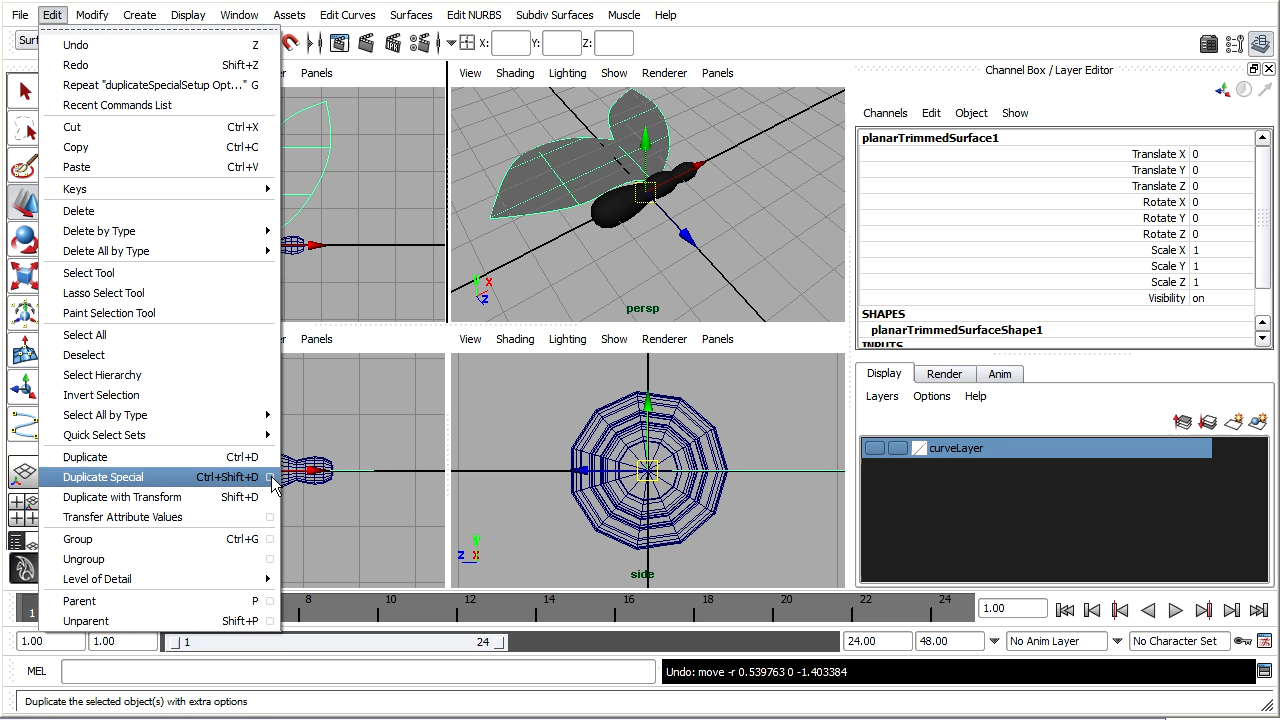 File Edit Modify Create Display Window Assets Edit Curves Surfaces Edit NURBS Subdiv Surfaces Muscle Help
Surf
X: Y: Z:
Undo Z
Redo Shift+Z
Repeat "duplicateSpecialSetup Opt..." G
Recent Commands List
Cut Ctrl+X
Copy Ctrl+C
Paste Ctrl+V
Keys
Delete
Delete by Type
Delete All by Type
Select Tool
Lasso Select Tool
Paint Selection Tool
Select All
Deselect
Select Hierarchy
Invert Selection
Select All by Type
Quick Select Sets
Duplicate Ctrl+D
Duplicate Special Ctrl+Shift+D
Duplicate with Transform Shift+D
Transfer Attribute Values
Group Ctrl+G
Ungroup
Level of Detail
Parent P
Unparent Shift+P
er Panels
View Shading Lighting Show Renderer Panels
y x z
persp
Panels
View Shading Lighting Show Renderer Panels
y
z x
side
Channel Box / Layer Editor
Channels Edit Object Show
planarTrimmedSurface1
Translate X 0
Translate Y 0
Translate Z 0
Rotate X 0
Rotate Y 0
Rotate Z 0
Scale X 1
Scale Y 1
Scale Z 1
Visibility on
SHAPES
planarTrimmedSurfaceShape1
INPUTS
Display Render Anim
Layers Options Help
curveLayer
1 8 10 12 14 16 18 20 22 24 1.00
1.00 1.00 1 24 24.00 48.00 No Anim Layer No Character Set
MEL Undo: move -r 0.539763 0 -1.403384
Duplicate the selected object(s) with extra options